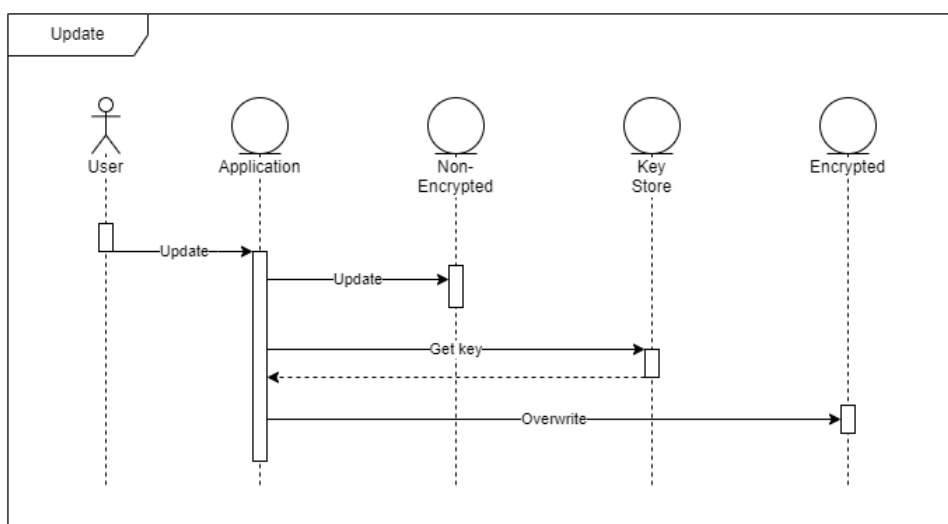 Update
User
Application
Non-
Encrypted
Key
Store
Encrypted
Update
Update
Get key
Overwrite